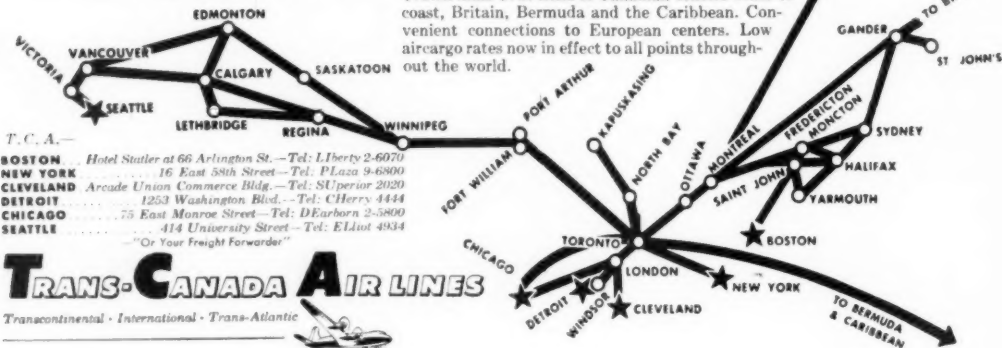 coast, Britain, Bermuda and the Caribbean. Con-
venient connections to European centers. Low
aircargo rates now in effect to all points through-
out the world.
EDMONTON
VICTORIA
VANCOUVER
CALGARY
SASKATOON
SEATTLE
LETHBRIDGE
REGINA
WINNIPEG
PORT ARTHUR
FORT WILLIAM
KAPUSKASING
NORTH BAY
OTTAWA
MONTREAL
GANDER
ST JOHN'S
FREDERICTON
MONCTON
SYDNEY
SAINT JOHN
HALIFAX
YARMOUTH
BOSTON
TORONTO
CHICAGO
LONDON
DETROIT
WINDSOR
CLEVELAND
NEW YORK
TO BERMUDA
& CARIBBEAN
T. C. A.—
BOSTON... Hotel Statler at 66 Arlington St.—Tel: LIberty 2-6070
NEW YORK.......... 16 East 58th Street—Tel: PLaza 9-6800
CLEVELAND Arcade Union Commerce Bldg.—Tel: SUperior 2020
DETROIT.......... 1253 Washington Blvd.--Tel: CHerry 4444
CHICAGO........ 75 East Monroe Street—Tel: DEarborn 2-5800
SEATTLE.......... 414 University Street—Tel: ELliot 4934
—"Or Your Freight Forwarder"
TRANS-CANADA AIR LINES
Transcontinental - International - Trans-Atlantic